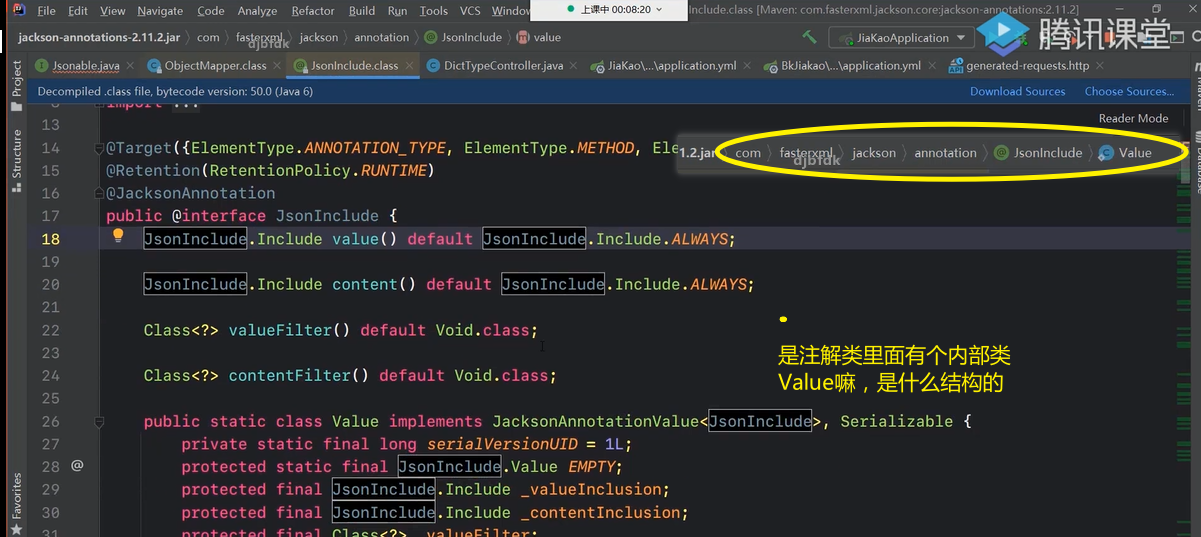 File Edit View Navigate Code Analyze Refactor Build Run Tools VCS Window
上课中 00:08:20
Include.class [Maven: com.fasterxml.jackson.core:jackson-annotations:2.11.2]
jackson-annotations-2.11.2.jar com fasterxml jackson annotation JsonInclude value
djbfdk
JiaKaoApplication
腾讯课堂
Jsonable.java ObjectMapper.class JsonInclude.class DictTypeController.java JiaKao\...\application.yml BkJiakao\...\application.yml generated-requests.http
Decompiled .class file, bytecode version: 50.0 (Java 6) Download Sources Choose Sources...
Project
Structure
Favorites
Reader Mode
import ...
13
14 @Target({ElementType.ANNOTATION_TYPE, ElementType.METHOD, Ele
1.2.jar com fasterxml jackson annotation JsonInclude Value
djbfdk
15 @Retention(RetentionPolicy.RUNTIME)
16 @JacksonAnnotation
17 public @interface JsonInclude {
18 JsonInclude.Include value() default JsonInclude.Include.ALWAYS;
19
20 JsonInclude.Include content() default JsonInclude.Include.ALWAYS;
21
22 Class<?> valueFilter() default Void.class;
23
24 Class<?> contentFilter() default Void.class;
25
是注解类里面有个内部类
Value嘛，是什么结构的
26 public static class Value implements JacksonAnnotationValue<JsonInclude>, Serializable {
27 private static final long serialVersionUID = 1L;
28 @ protected static final JsonInclude.Value EMPTY;
29 protected final JsonInclude.Include _valueInclusion;
30 protected final JsonInclude.Include _contentInclusion;
31 protected final Class<?> _valueFilter;